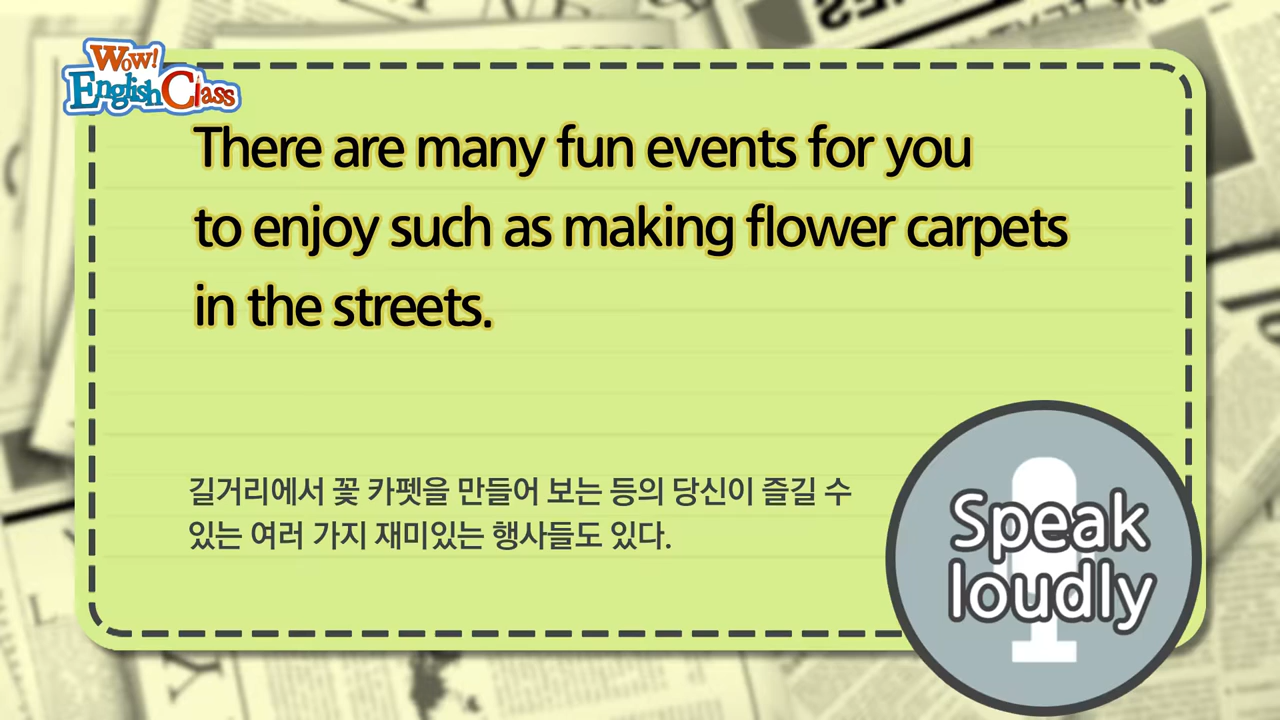 Wow!
English Class
There are many fun events for you
to enjoy such as making flower carpets
in the streets.
길거리에서 꽃 카펫을 만들어 보는 등의 당신이 즐길 수
있는 여러 가지 재미있는 행사들도 있다.
Speak
loudly